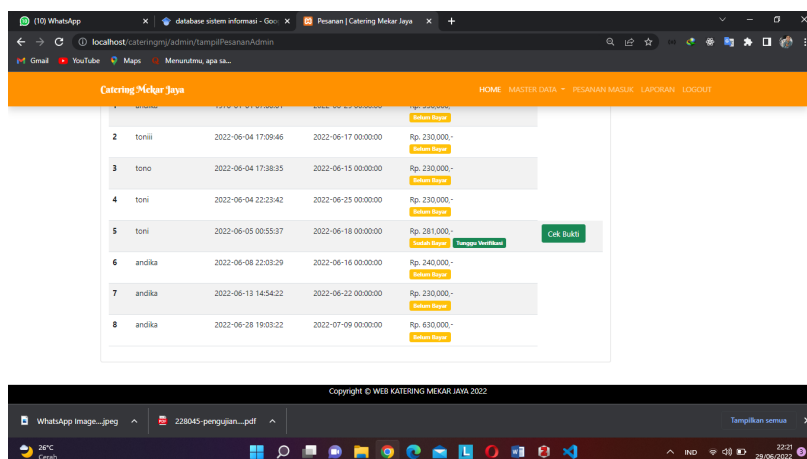 (10) WhatsApp
database sistem informasi - Goo
Pesanan | Catering Mekar Jaya
localhost/cateringmj/admin/tampilPesananAdmin
Gmail YouTube Maps Menurutmu, apa sa...
Catering Mekar Jaya HOME MASTER DATA PESANAN MASUK LAPORAN LOGOUT
Belum Bayar
2 toniii 2022-06-04 17:09:46 2022-06-17 00:00:00 Rp. 230,000,-
Belum Bayar
3 tono 2022-06-04 17:38:35 2022-06-15 00:00:00 Rp. 230,000,-
Belum Bayar
4 toni 2022-06-04 22:23:42 2022-06-25 00:00:00 Rp. 230,000,-
Belum Bayar
5 toni 2022-06-05 00:55:37 2022-06-18 00:00:00 Rp. 281,000,- Cek Bukti
Sudah Bayar Tunggu Verifikasi
6 andika 2022-06-08 22:03:29 2022-06-16 00:00:00 Rp. 240,000,-
Belum Bayar
7 andika 2022-06-13 14:54:22 2022-06-22 00:00:00 Rp. 230,000,-
Belum Bayar
8 andika 2022-06-28 19:03:22 2022-07-09 00:00:00 Rp. 630,000,-
Belum Bayar
Copyright © WEB KATERING MEKAR JAYA 2022
WhatsApp Image....jpeg 228045-pengujian....pdf Tampilkan semua
26°C
Cerah
IND
22:21
29/06/2022